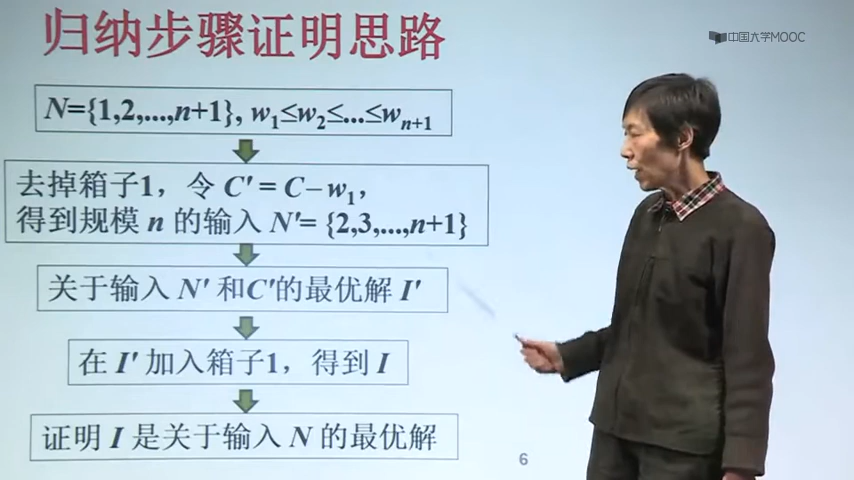 归纳步骤证明思路
中国大学MOOC
N={1,2,...,n+1}, w₁≤w₂≤...≤wₙ₊₁
去掉箱子1，令 C' = C−w₁，
得到规模 n 的输入 N'= {2,3,...,n+1}
关于输入 N' 和C'的最优解 I'
在 I' 加入箱子1，得到 I
证明 I 是关于输入 N 的最优解
6